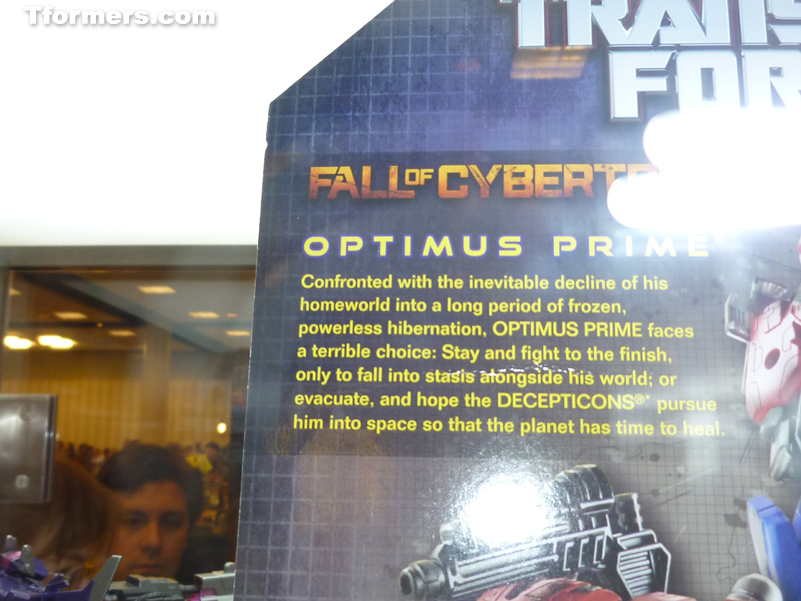 Tformers.com
TRANS
FOR
FALL OF CYBERT
OPTIMUS PRIME
Confronted with the inevitable decline of his
homeworld into a long period of frozen,
powerless hibernation, OPTIMUS PRIME faces
a terrible choice: Stay and fight to the finish,
only to fall into stasis alongside his world; or
evacuate, and hope the DECEPTICONS®* pursue
him into space so that the planet has time to heal.